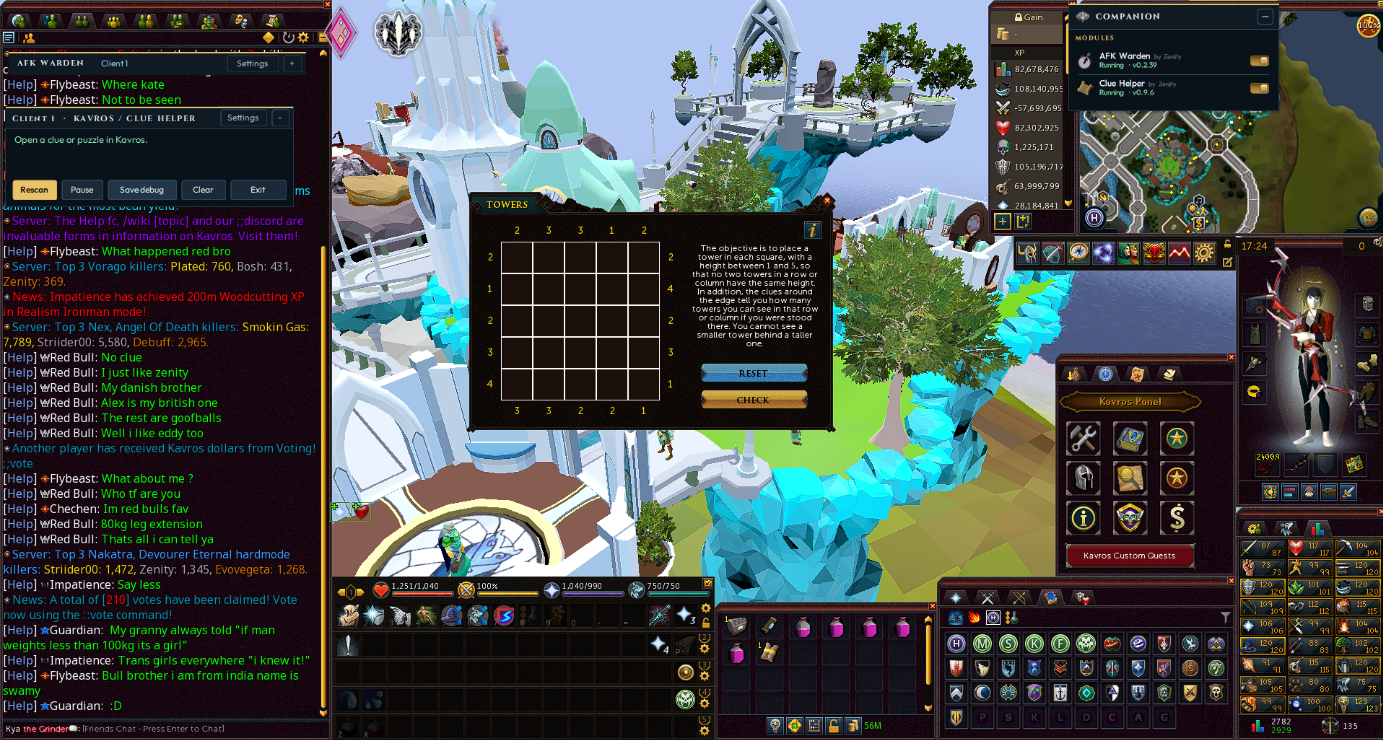 AFK WARDEN Client 1 Settings +
[Help] Flybeast: Where kate
[Help] Flybeast: Not to be seen
CLIENT 1 · KAVROS / CLUE HELPER Settings -
Open a clue or puzzle in Kavros.
Rescan Pause Save debug Clear Exit
ms
Server: The Help fc, /wiki [topic] and our ;;discord are
invaluable forms in information on Kavros. Visit them!
[Help] Flybeast: What happened red bro
Server: Top 3 Vorago killers: Plated: 760, Bosh: 431,
Zenity: 369.
News: Impatience has achieved 200m Woodcutting XP
in Realism Ironman mode!
Server: Top 3 Nex, Angel Of Death killers: Smokin Gas:
7,789, Striider00: 5,580, Debuff: 2,965.
[Help] Red Bull: No clue
[Help] Red Bull: I just like zenity
[Help] Red Bull: My danish brother
[Help] Red Bull: Alex is my british one
[Help] Red Bull: The rest are goofballs
[Help] Red Bull: Well i like eddy too
Another player has received Kavros dollars from Voting!
;;vote
[Help] Flybeast: What about me ?
[Help] Red Bull: Who tf are you
[Help] Chechen: Im red bulls fav
[Help] Red Bull: 80kg leg extension
[Help] Red Bull: Thats all i can tell ya
Server: Top 3 Nakatra, Devourer Eternal hardmode
killers: Striider00: 1,472, Zenity: 1,345, Evovegeta: 1,268.
[Help] Impatience: Say less
News: A total of [210] votes have been claimed! Vote
now using the ::vote command!
[Help] Guardian: My granny always told "if man
weights less than 100kg its a girl"
[Help] Impatience: Trans girls everywhere "i knew it!"
[Help] Flybeast: Bull brother i am from india name is
swamy
[Help] Guardian: :D
Kya the Grinder: [Friends Chat - Press Enter to Chat]
TOWERS
2 3 3 1 2
2 2
1 4
2 2
3 3
4 1
3 3 2 2 1
The objective is to place a
tower in each square, with a
height between 1 and 5, so
that no two towers in a row or
column have the same height.
In addition, the clues around
the edge tell you how many
towers you can see in that row
or column if you were stood
there. You cannot see a
smaller tower behind a taller
one.
RESET
CHECK
Gain
-
XP
82,678,476
108,140,955
-57,693,695
82,302,925
1,225,171
105,196,717
63,999,799
28,184,841
COMPANION
MODULES
AFK Warden by Zenity
Running · v0.2.39
Clue Helper by Zenity
Running · v0.9.6
17:24 0
Kavros Panel
Kavros Custom Quests
1,251/1,040 100% 1,040/990 750/750
56M
P S K L D C A G
2782
2929
135